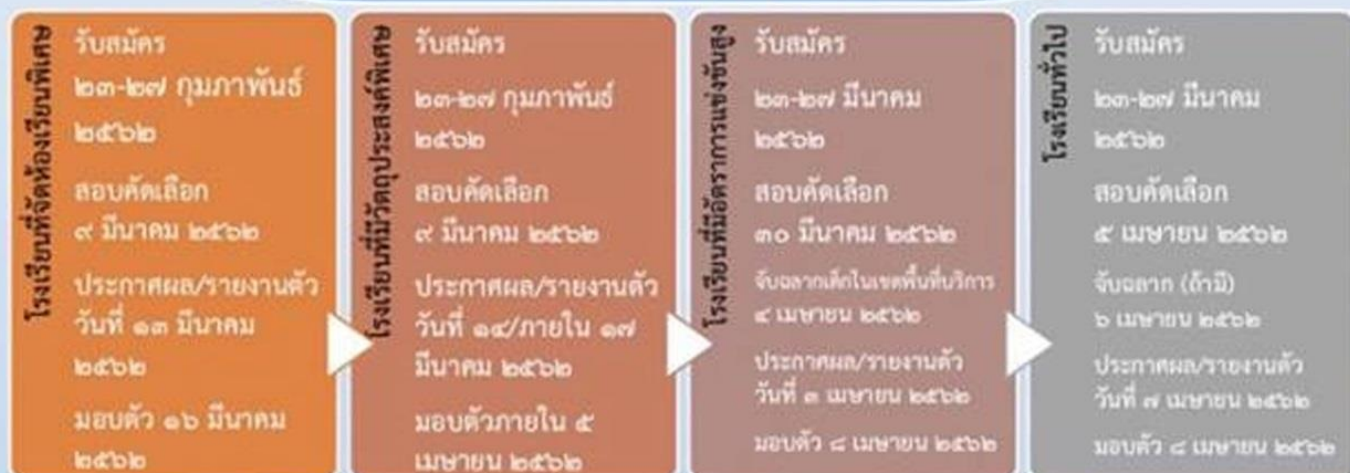 โรงเรียนที่จัดห้องเรียนพิเศษ
รับสมัคร
๒๓-๒๗ กุมภาพันธ์
๒๕๖๒
สอบคัดเลือก
๙ มีนาคม ๒๕๖๒
ประกาศผล/รายงานตัว
วันที่ ๑๓ มีนาคม
๒๕๖๒
มอบตัว ๑๖ มีนาคม
๒๕๖๒
โรงเรียนที่มีวัตถุประสงค์พิเศษ
รับสมัคร
๒๓-๒๗ กุมภาพันธ์
๒๕๖๒
สอบคัดเลือก
๙ มีนาคม ๒๕๖๒
ประกาศผล/รายงานตัว
วันที่ ๑๔/ภายใน ๑๗
มีนาคม ๒๕๖๒
มอบตัวภายใน ๕
เมษายน ๒๕๖๒
โรงเรียนที่มีอัตราการแข่งขันสูง
รับสมัคร
๒๓-๒๗ มีนาคม
๒๕๖๒
สอบคัดเลือก
๓๐ มีนาคม ๒๕๖๒
จับฉลากเด็กในเขตพื้นที่บริการ
๔ เมษายน ๒๕๖๒
ประกาศผล/รายงานตัว
วันที่ ๓ เมษายน ๒๕๖๒
มอบตัว ๘ เมษายน ๒๕๖๒
โรงเรียนทั่วไป
รับสมัคร
๒๓-๒๗ มีนาคม
๒๕๖๒
สอบคัดเลือก
๕ เมษายน ๒๕๖๒
จับฉลาก (ถ้ามี)
๖ เมษายน ๒๕๖๒
ประกาศผล/รายงานตัว
วันที่ ๗ เมษายน ๒๕๖๒
มอบตัว ๘ เมษายน ๒๕๖๒